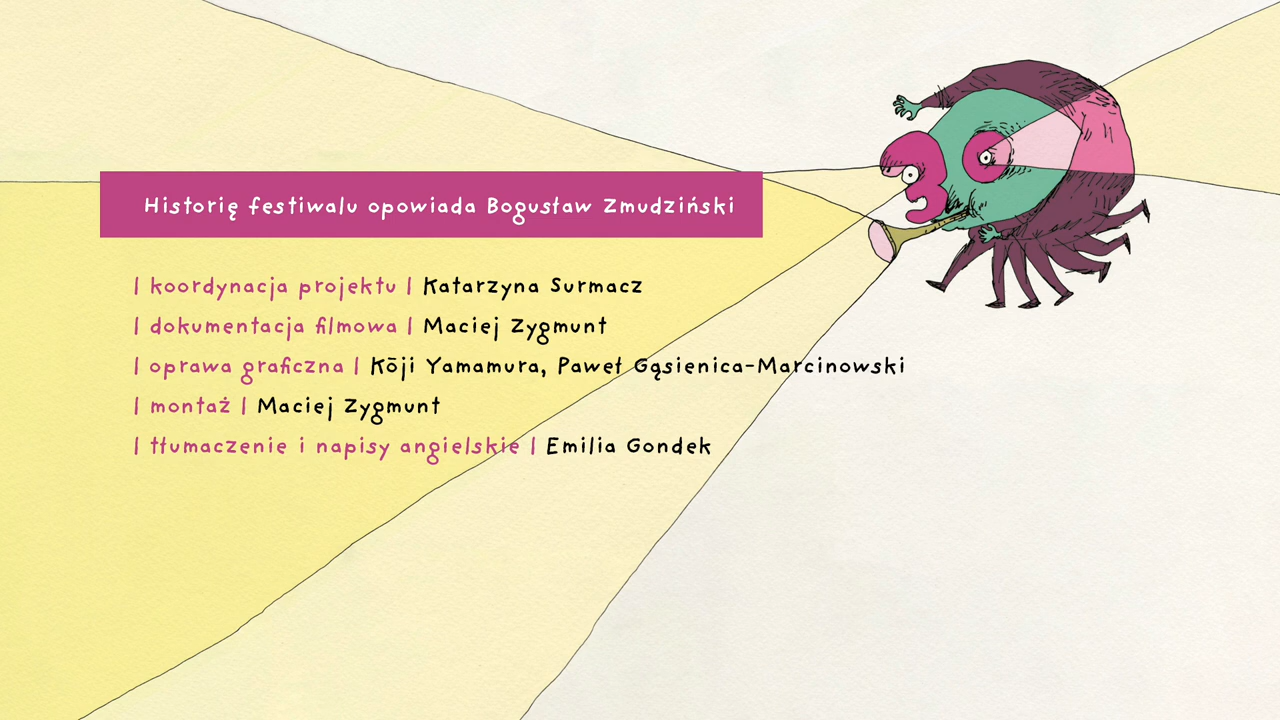 Historię festiwalu opowiada Bogusław Zmudziński
| koordynacja projektu | Katarzyna Surmacz
| dokumentacja filmowa | Maciej Zygmunt
| oprawa graficzna | Kōji Yamamura, Paweł Gąsienica-Marcinowski
| montaż | Maciej Zygmunt
| tłumaczenie i napisy angielskie | Emilia Gondek